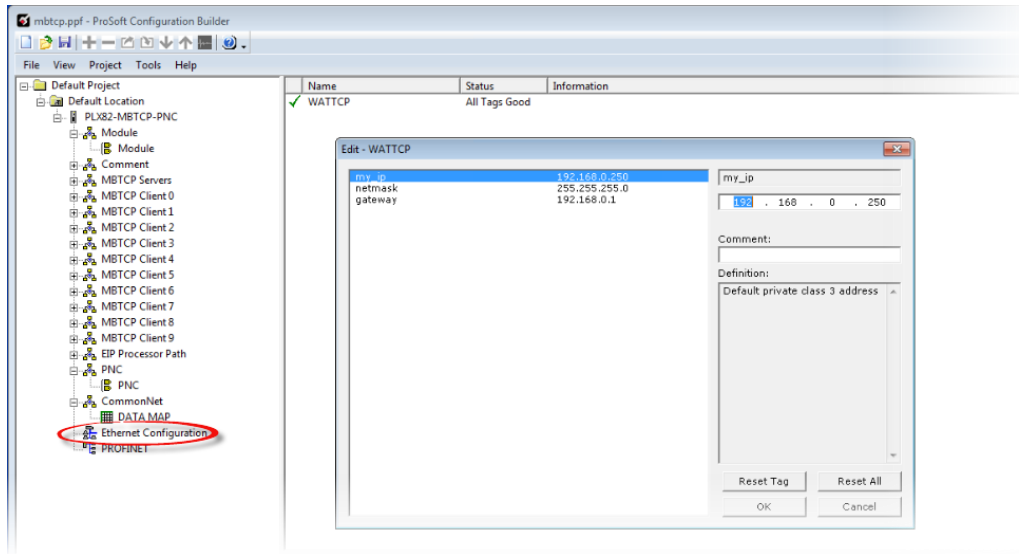 mbtcp.ppf - ProSoft Configuration Builder
File View Project Tools Help
Default Project
Default Location
PLX82-MBTCP-PNC
Module
Module
Comment
MBTCP Servers
MBTCP Client 0
MBTCP Client 1
MBTCP Client 2
MBTCP Client 3
MBTCP Client 4
MBTCP Client 5
MBTCP Client 6
MBTCP Client 7
MBTCP Client 8
MBTCP Client 9
EIP Processor Path
PNC
PNC
CommonNet
DATA MAP
Ethernet Configuration
PROFINET
Name Status Information
WATTCP All Tags Good
Edit - WATTCP
my_ip 192.168.0.250
netmask 255.255.255.0
gateway 192.168.0.1
my_ip
192 . 168 . 0 . 250
Comment:
Definition:
Default private class 3 address
Reset Tag Reset All
OK Cancel